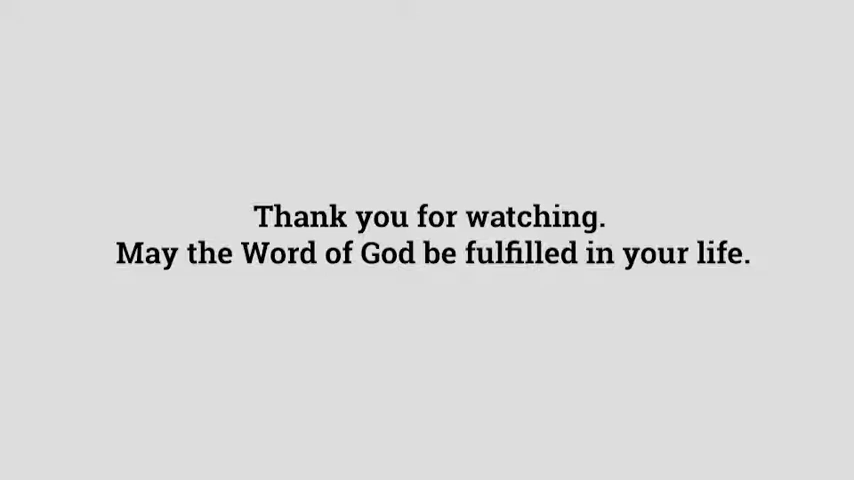 Thank you for watching.
May the Word of God be fulfilled in your life.